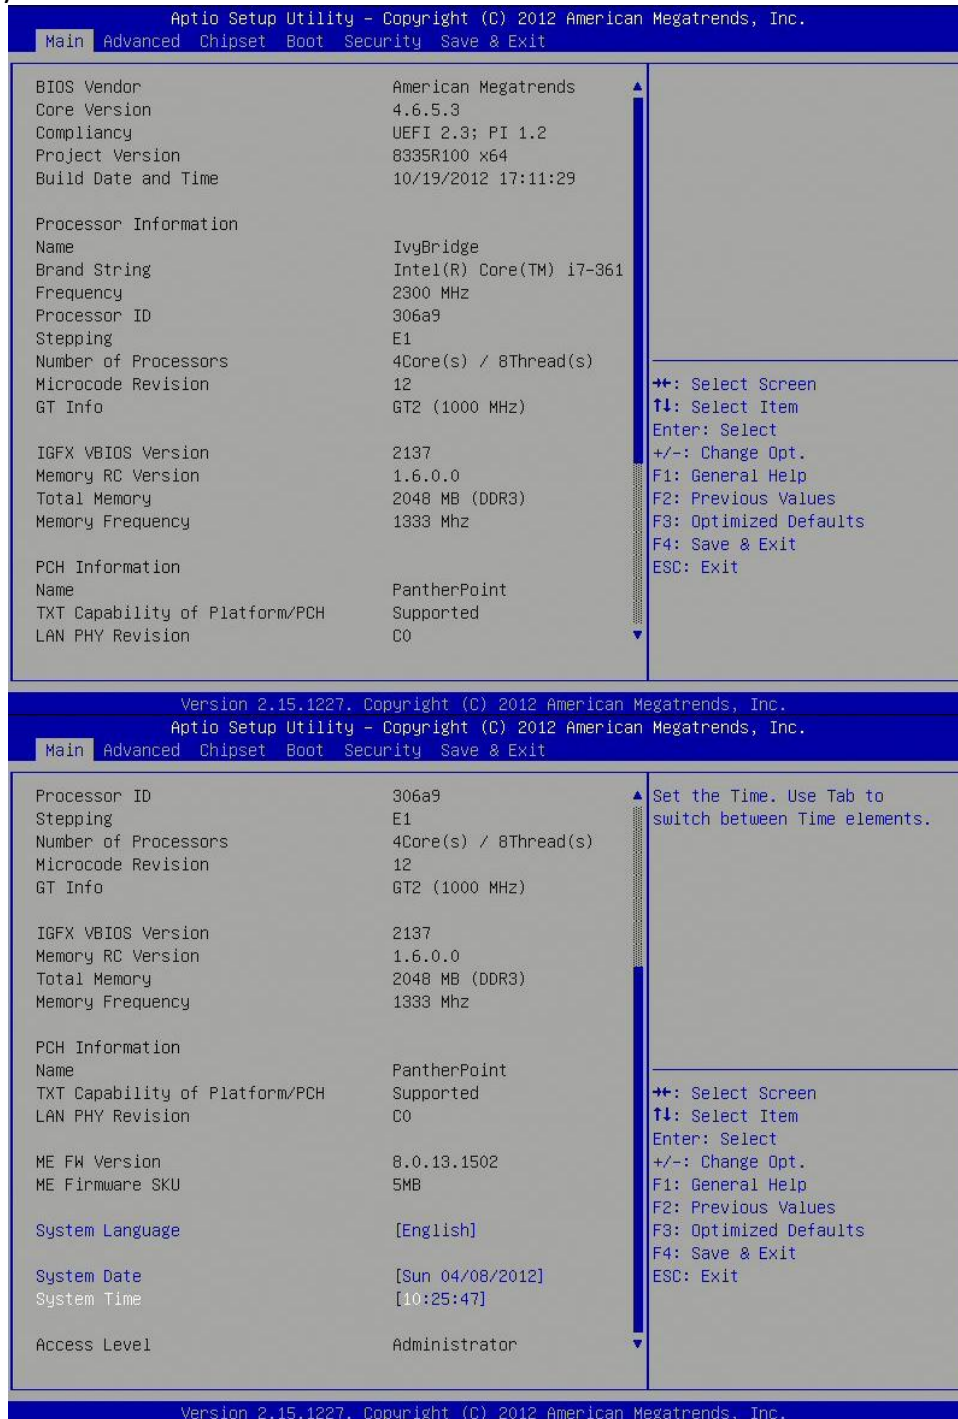 Aptio Setup Utility – Copyright (C) 2012 American Megatrends, Inc.
Main Advanced Chipset Boot Security Save & Exit
BIOS Vendor American Megatrends
Core Version 4.6.5.3
Compliancy UEFI 2.3; PI 1.2
Project Version 8335R100 x64
Build Date and Time 10/19/2012 17:11:29
Processor Information
Name IvyBridge
Brand String Intel(R) Core(TM) i7-361
Frequency 2300 MHz
Processor ID 306a9
Stepping E1
Number of Processors 4Core(s) / 8Thread(s)
Microcode Revision 12
GT Info GT2 (1000 MHz)
IGFX VBIOS Version 2137
Memory RC Version 1.6.0.0
Total Memory 2048 MB (DDR3)
Memory Frequency 1333 Mhz
PCH Information
Name PantherPoint
TXT Capability of Platform/PCH Supported
LAN PHY Revision C0
→←: Select Screen
↑↓: Select Item
Enter: Select
+/-: Change Opt.
F1: General Help
F2: Previous Values
F3: Optimized Defaults
F4: Save & Exit
ESC: Exit
Version 2.15.1227. Copyright (C) 2012 American Megatrends, Inc.
Aptio Setup Utility – Copyright (C) 2012 American Megatrends, Inc.
Main Advanced Chipset Boot Security Save & Exit
Processor ID 306a9
Stepping E1
Number of Processors 4Core(s) / 8Thread(s)
Microcode Revision 12
GT Info GT2 (1000 MHz)
IGFX VBIOS Version 2137
Memory RC Version 1.6.0.0
Total Memory 2048 MB (DDR3)
Memory Frequency 1333 Mhz
PCH Information
Name PantherPoint
TXT Capability of Platform/PCH Supported
LAN PHY Revision C0
ME FW Version 8.0.13.1502
ME Firmware SKU 5MB
System Language [English]
System Date [Sun 04/08/2012]
System Time [10:25:47]
Access Level Administrator
Set the Time. Use Tab to
switch between Time elements.
→←: Select Screen
↑↓: Select Item
Enter: Select
+/-: Change Opt.
F1: General Help
F2: Previous Values
F3: Optimized Defaults
F4: Save & Exit
ESC: Exit
Version 2.15.1227. Copyright (C) 2012 American Megatrends, Inc.